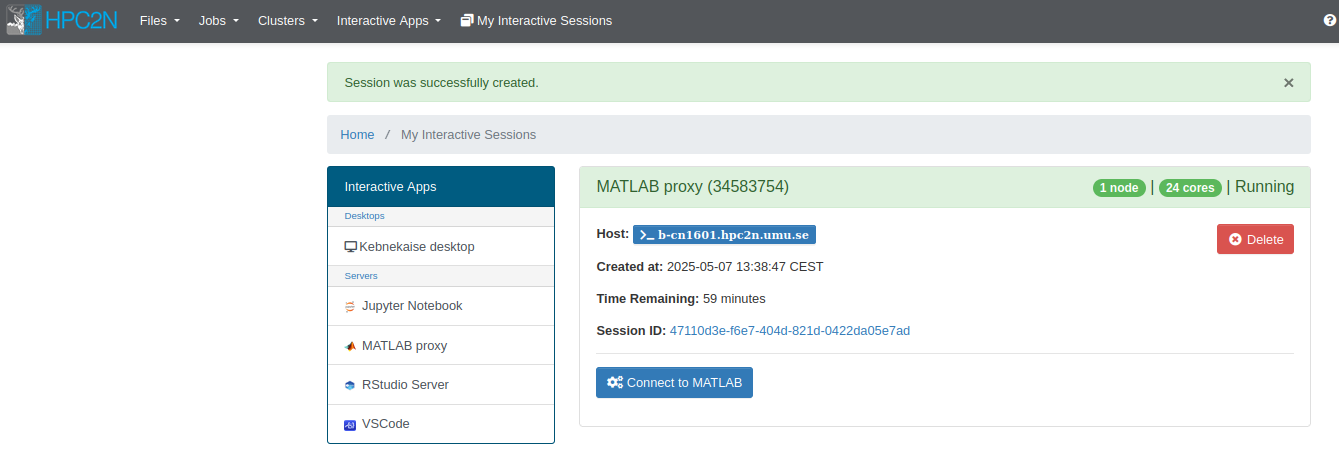 HPC2N Files Jobs Clusters Interactive Apps My Interactive Sessions
Session was successfully created. ×
Home / My Interactive Sessions
Interactive Apps
Desktops
Kebnekaise desktop
Servers
Jupyter Notebook
MATLAB proxy
RStudio Server
VSCode
MATLAB proxy (34583754) 1 node | 24 cores | Running
Host: b-cn1601.hpc2n.umu.se Delete
Created at: 2025-05-07 13:38:47 CEST
Time Remaining: 59 minutes
Session ID: 47110d3e-f6e7-404d-821d-0422da05e7ad
Connect to MATLAB